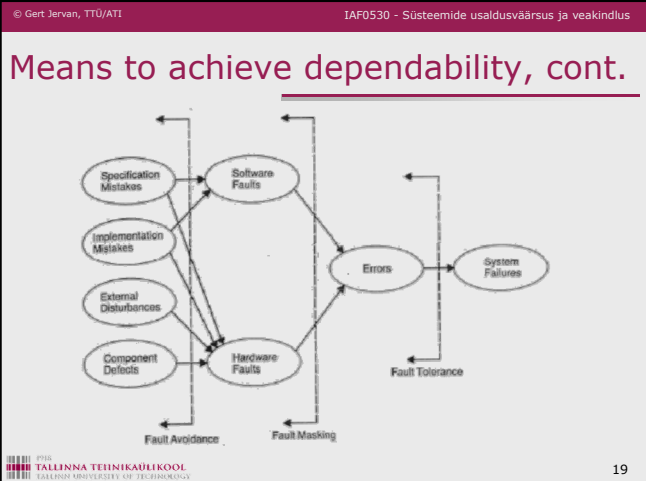 © Gert Jervan, TTÜ/ATI
IAF0530 - Süsteemide usaldusväärsus ja veakindlus
Means to achieve dependability, cont.
Specification
Mistakes
Software
Faults
Implementation
Mistakes
Errors
System
Failures
External
Disturbances
Component
Defects
Hardware
Faults
Fault Tolerance
Fault Avoidance
Fault Masking
1918
TALLINNA TEHNIKAÜLIKOOL
TALLINN UNIVERSITY OF TECHNOLOGY
19